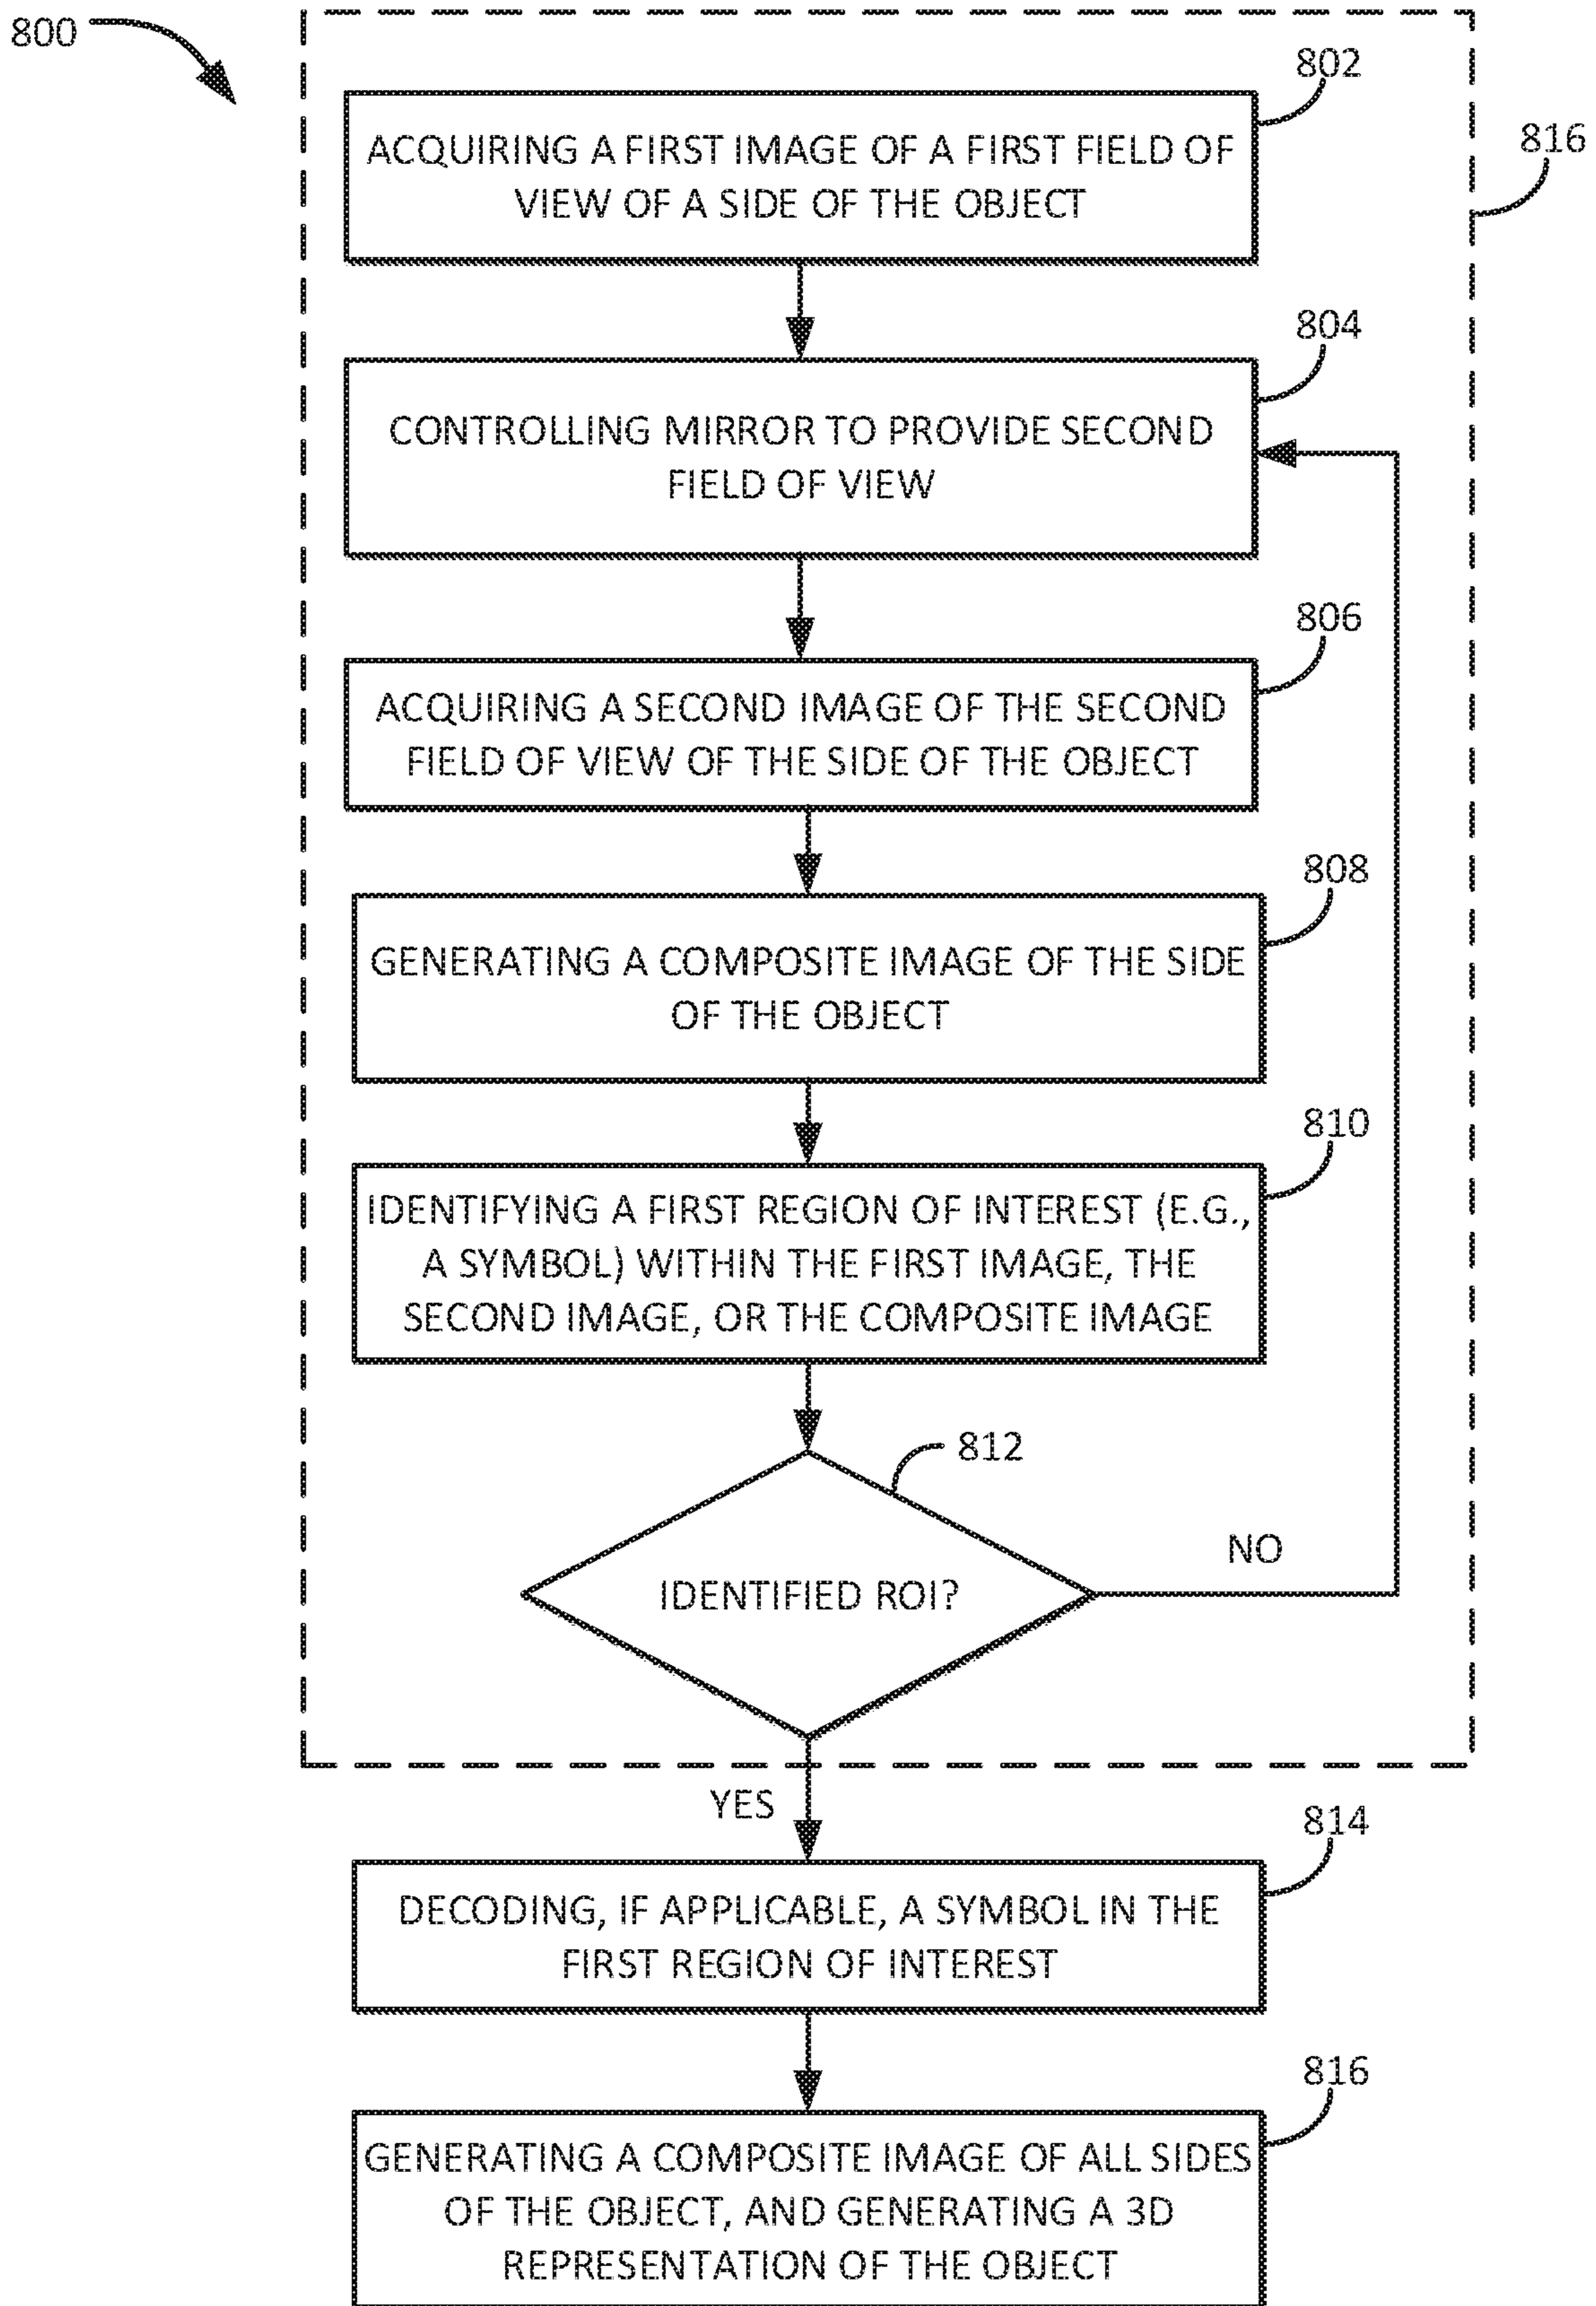 800
802
816
ACQUIRING A FIRST IMAGE OF A FIRST FIELD OF
VIEW OF A SIDE OF THE OBJECT
804
CONTROLLING MIRROR TO PROVIDE SECOND
FIELD OF VIEW
806
ACQUIRING A SECOND IMAGE OF THE SECOND
FIELD OF VIEW OF THE SIDE OF THE OBJECT
808
GENERATING A COMPOSITE IMAGE OF THE SIDE
OF THE OBJECT
810
IDENTIFYING A FIRST REGION OF INTEREST (E.G.,
A SYMBOL) WITHIN THE FIRST IMAGE, THE
SECOND IMAGE, OR THE COMPOSITE IMAGE
812
IDENTIFIED ROI?
NO
YES
814
DECODING, IF APPLICABLE, A SYMBOL IN THE
FIRST REGION OF INTEREST
816
GENERATING A COMPOSITE IMAGE OF ALL SIDES
OF THE OBJECT, AND GENERATING A 3D
REPRESENTATION OF THE OBJECT